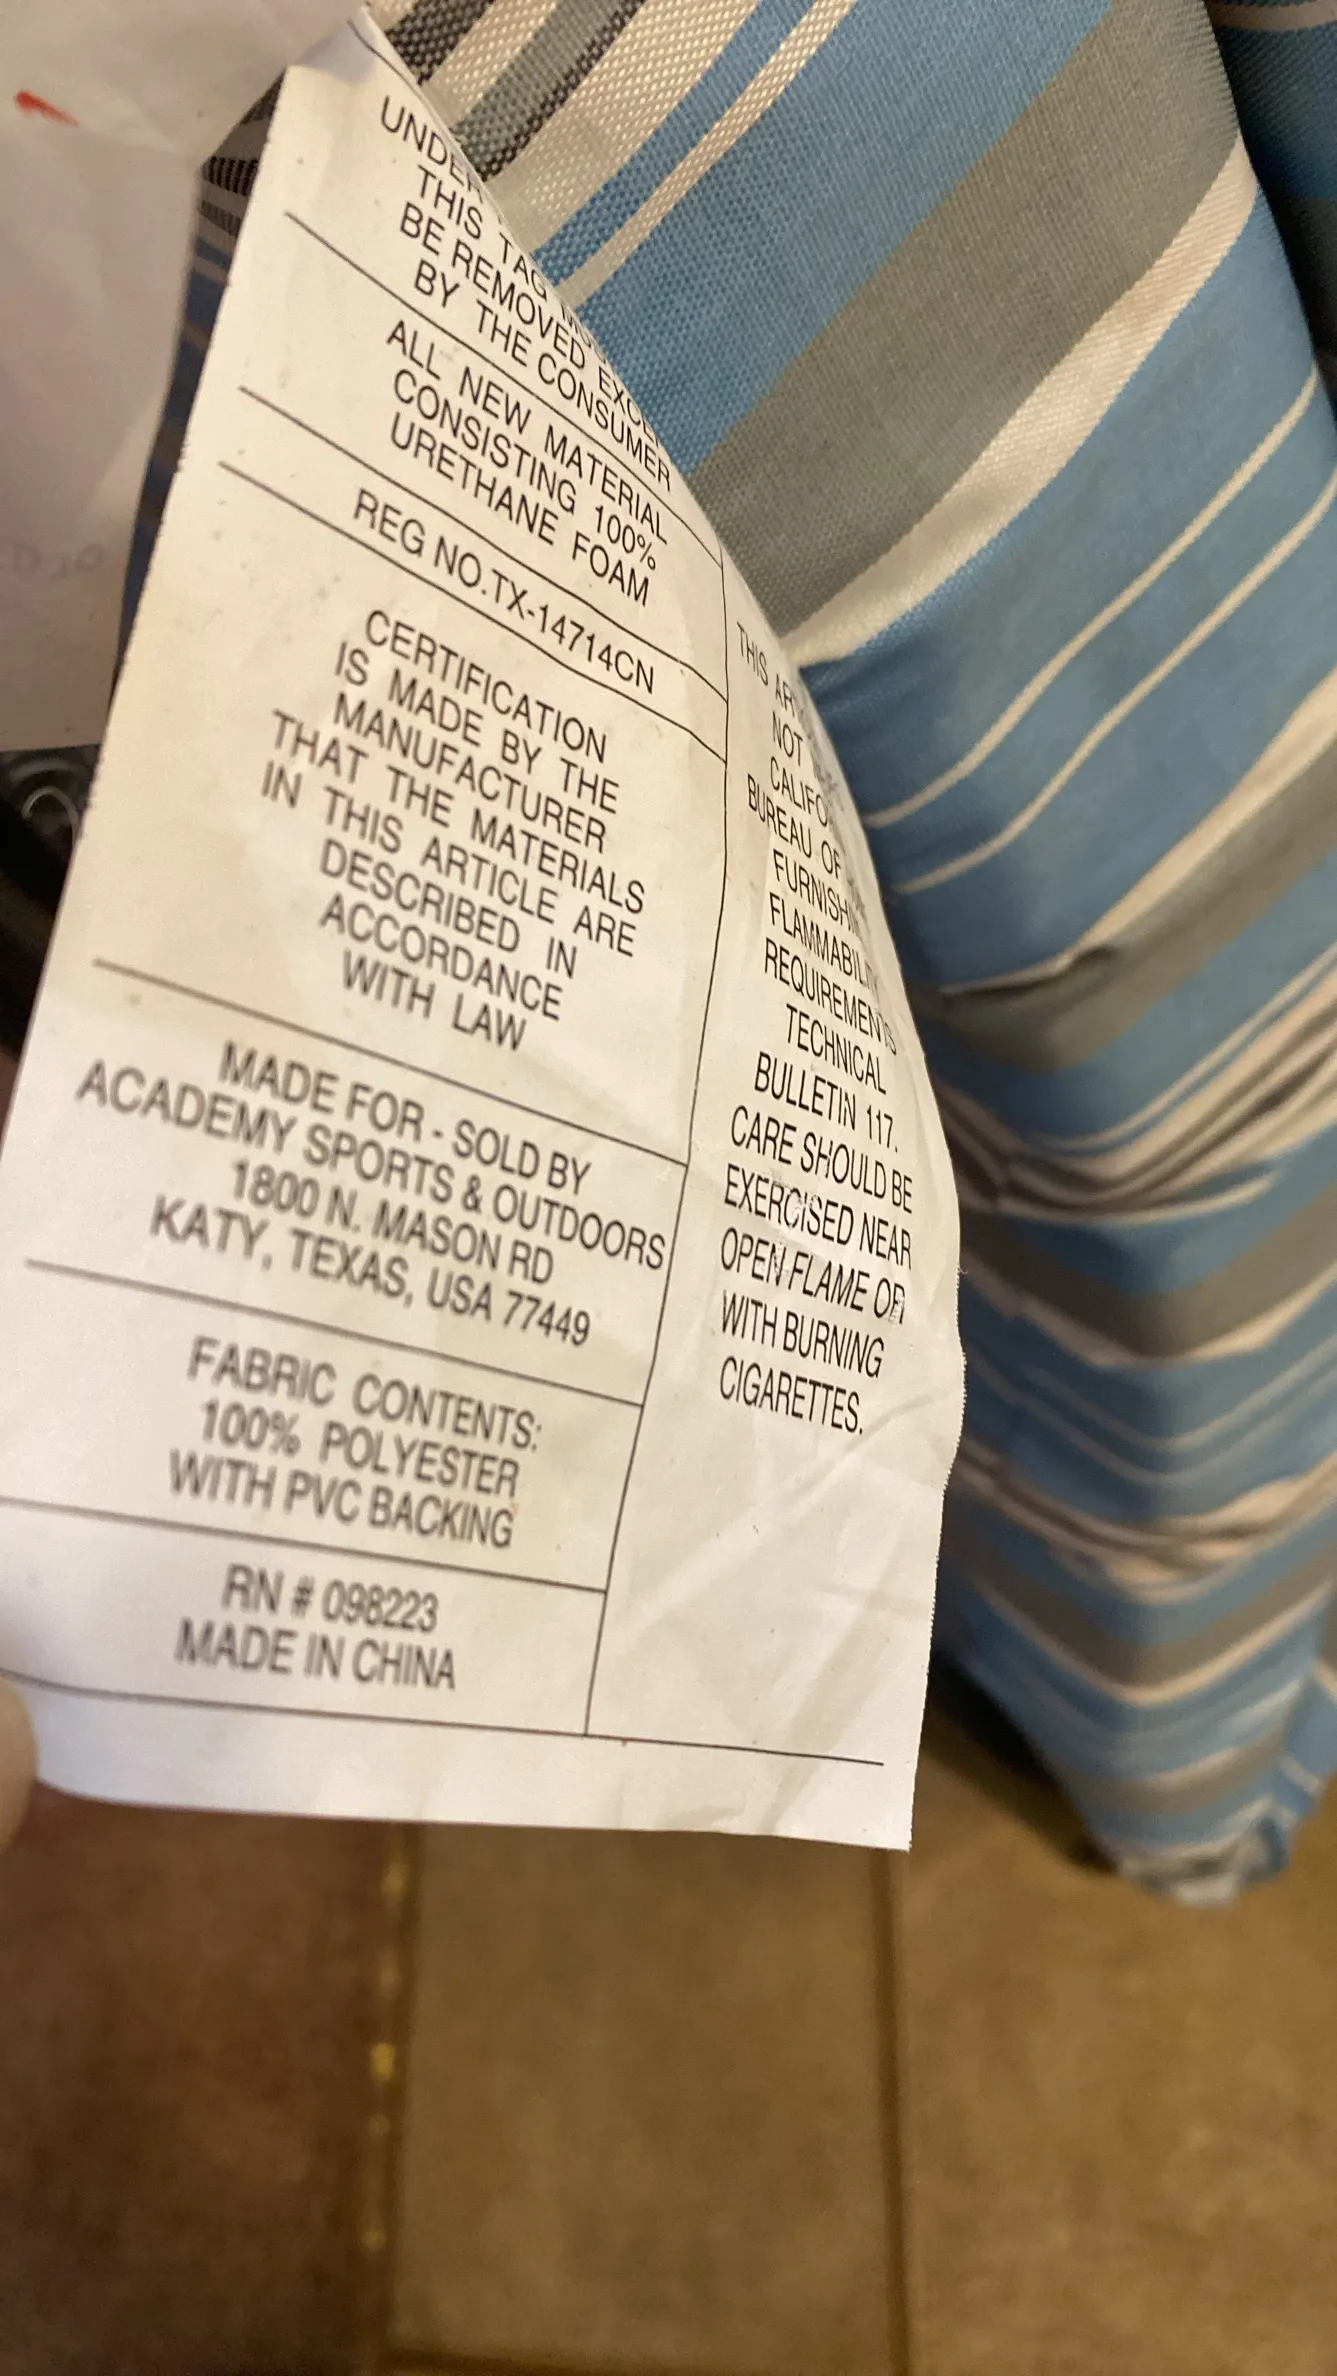 UNDER
THIS TAG
BE REMOVED
BY THE CONSUMER
ALL NEW MATERIAL
CONSISTING 100%
URETHANE FOAM
REG NO.TX-14714CN
CERTIFICATION
IS MADE BY THE
MANUFACTURER
THAT THE MATERIALS
IN THIS ARTICLE ARE
DESCRIBED IN
ACCORDANCE
WITH LAW
MADE FOR - SOLD BY
ACADEMY SPORTS & OUTDOORS
1800 N. MASON RD
KATY, TEXAS, USA 77449
FABRIC CONTENTS:
100% POLYESTER
WITH PVC BACKING
RN # 098223
MADE IN CHINA
THIS
NOT
BUREAU OF
FLAMMABILITY
REQUIREMENTS
TECHNICAL
BULLETIN 117.
CARE SHOULD BE
EXERCISED NEAR
OPEN FLAME OR
WITH BURNING
CIGARETTES.